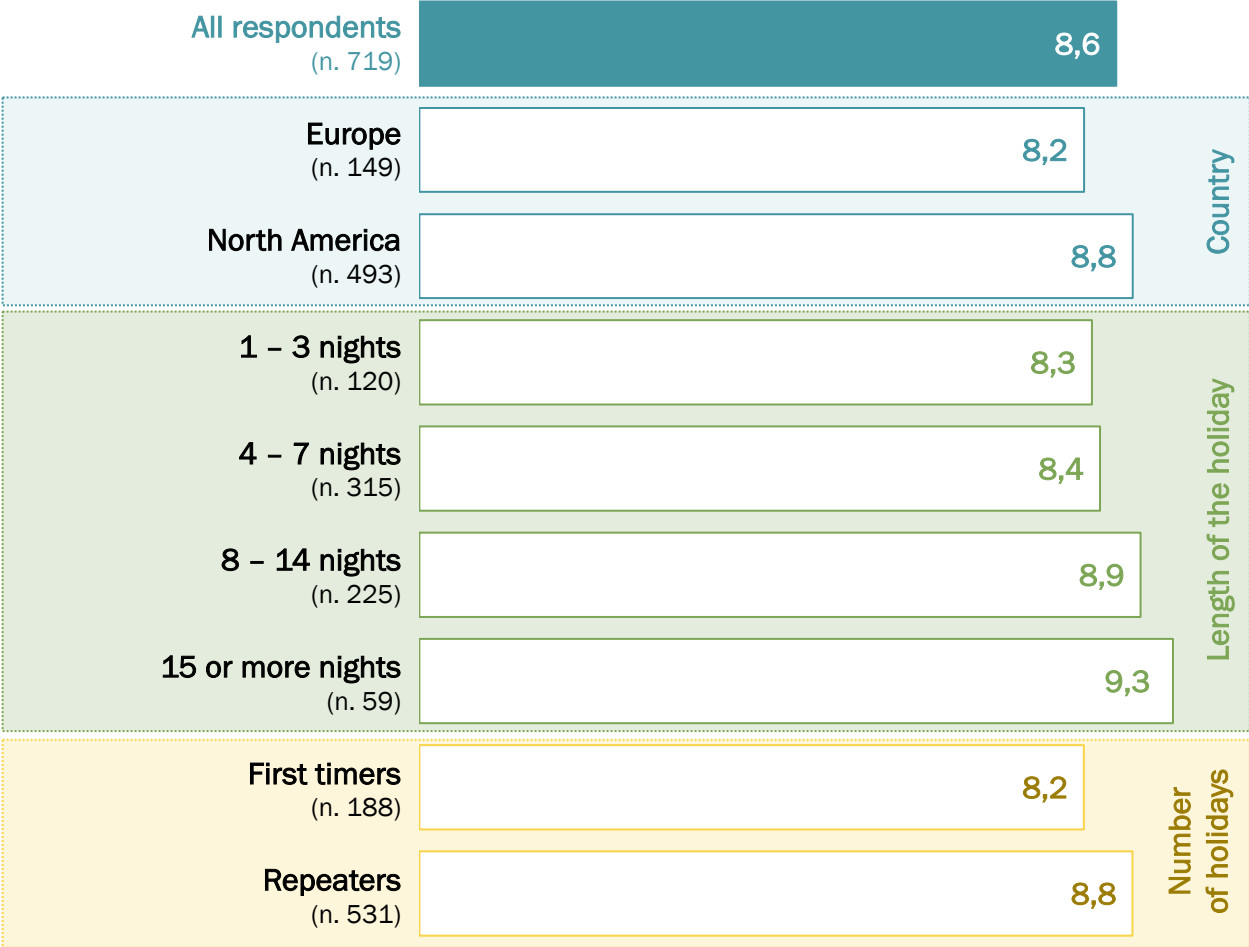 All respondents
(n. 719)
8,6
Europe
(n. 149)
8,2
North America
(n. 493)
8,8
Country
1 – 3 nights
(n. 120)
8,3
4 – 7 nights
(n. 315)
8,4
8 – 14 nights
(n. 225)
8,9
15 or more nights
(n. 59)
9,3
Length of the holiday
First timers
(n. 188)
8,2
Repeaters
(n. 531)
8,8
Number
of holidays